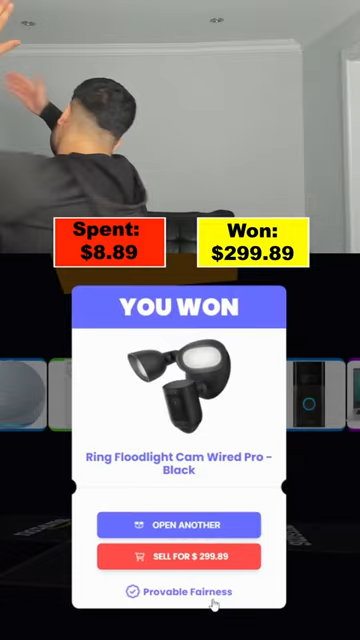 Spent:
$8.89
Won:
$299.89
YOU WON
Ring Floodlight Cam Wired Pro -
Black
OPEN ANOTHER
SELL FOR $ 299.89
Provable Fairness